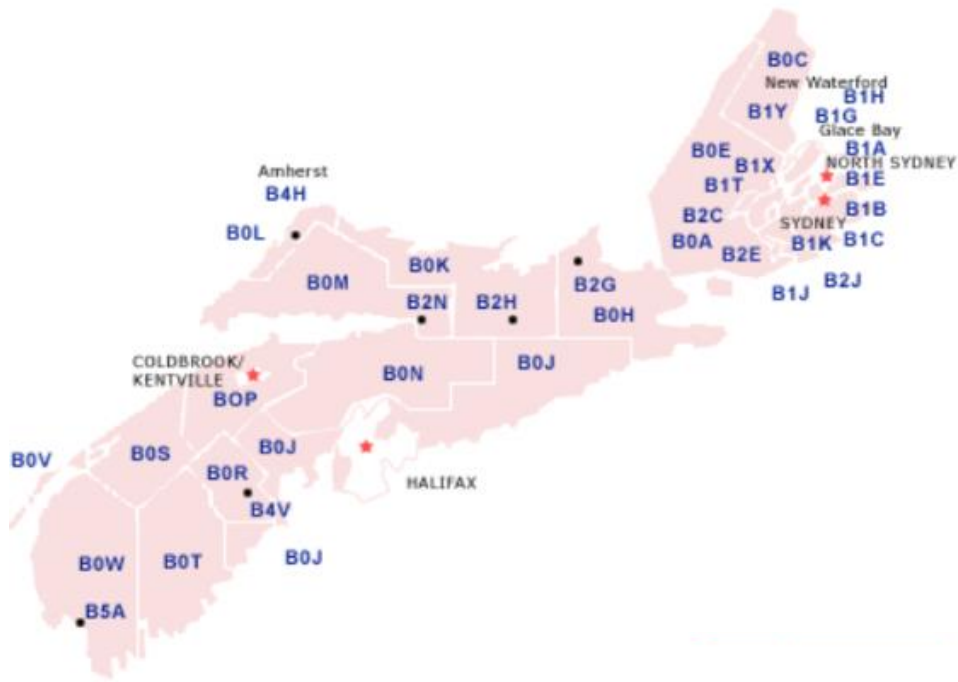 B0C
New Waterford
B1H
B1Y
B1G
Glace Bay
B1A
B0E
B1X
NORTH SYDNEY
B1T
B1E
B2C
B1B
SYDNEY
B0A
B1K
B1C
B2E
B2J
B1J
Amherst
B4H
B0L
B0K
B0M
B2G
B2N
B2H
B0H
COLDBROOK/
KENTVILLE
B0N
B0J
BOP
B0J
B0S
B0V
B0R
HALIFAX
B4V
B0J
B0W
B0T
B5A